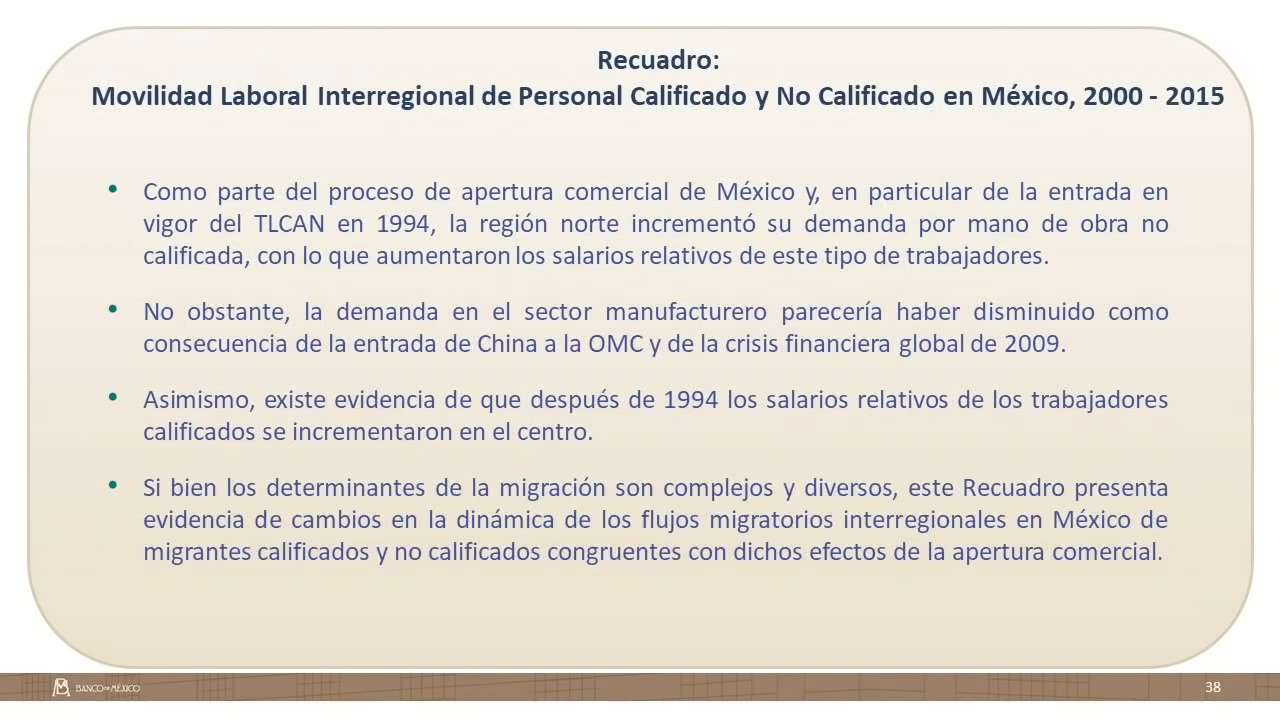 Recuadro:
Movilidad Laboral Interregional de Personal Calificado y No Calificado en México, 2000 - 2015
• Como parte del proceso de apertura comercial de México y, en particular de la entrada en
vigor del TLCAN en 1994, la región norte incrementó su demanda por mano de obra no
calificada, con lo que aumentaron los salarios relativos de este tipo de trabajadores.
• No obstante, la demanda en el sector manufacturero parecería haber disminuido como
consecuencia de la entrada de China a la OMC y de la crisis financiera global de 2009.
• Asimismo, existe evidencia de que después de 1994 los salarios relativos de los trabajadores
calificados se incrementaron en el centro.
• Si bien los determinantes de la migración son complejos y diversos, este Recuadro presenta
evidencia de cambios en la dinámica de los flujos migratorios interregionales en México de
migrantes calificados y no calificados congruentes con dichos efectos de la apertura comercial.
BANCO DE MÉXICO
38